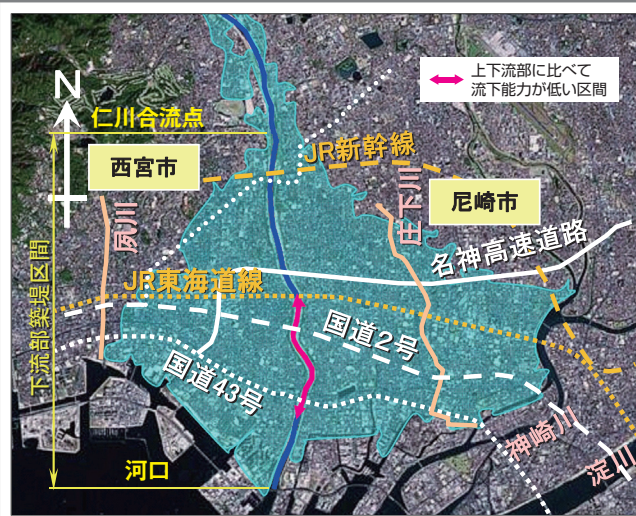 上下流部に比べて
流下能力が低い区間
N
仁川合流点
西宮市
JR新幹線
夙川
庄下川
尼崎市
名神高速道路
JR東海道線
下流部築堤区間
国道2号
国道43号
神崎川
淀川
河口